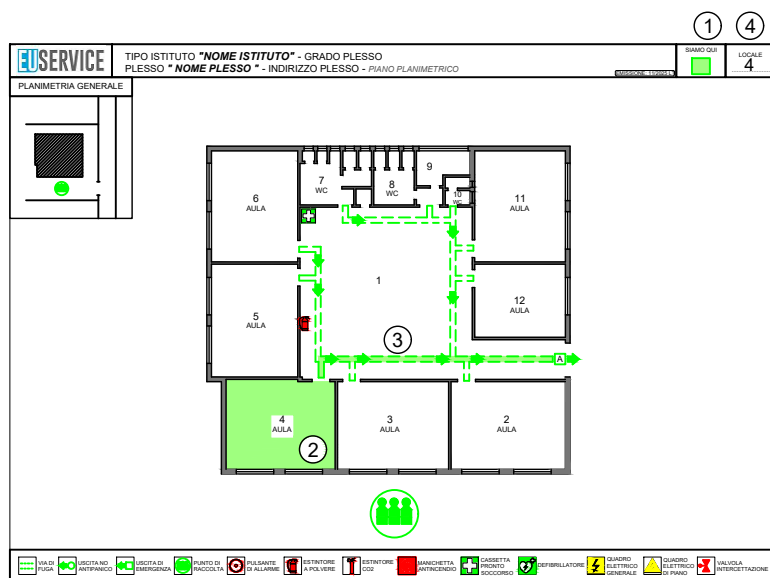 1
4
EUSERVICE
TIPO ISTITUTO "NOME ISTITUTO" - GRADO PLESSO
PLESSO " NOME PLESSO " - INDIRIZZO PLESSO - PIANO PLANIMETRICO
EMISSIONE: 11/2023 L.T
SIAMO QUI
LOCALE
4
PLANIMETRIA GENERALE
6
AULA
7
WC
8
WC
9
10
WC
11
AULA
5
AULA
1
12
AULA
3
A
4
AULA
2
3
AULA
2
AULA
VIA DI
FUGA
USCITA NO
ANTIPANICO
USCITA DI
EMERGENZA
PUNTO DI
RACCOLTA
PULSANTE
DI ALLARME
ESTINTORE
A POLVERE
ESTINTORE
CO2
MANICHETTA
ANTINCENDIO
CASSETTA
PRONTO
SOCCORSO
DEFIBRILLATORE
QUADRO
ELETTRICO
GENERALE
QUADRO
ELETTRICO
DI PIANO
VALVOLA
INTERCETTAZIONE